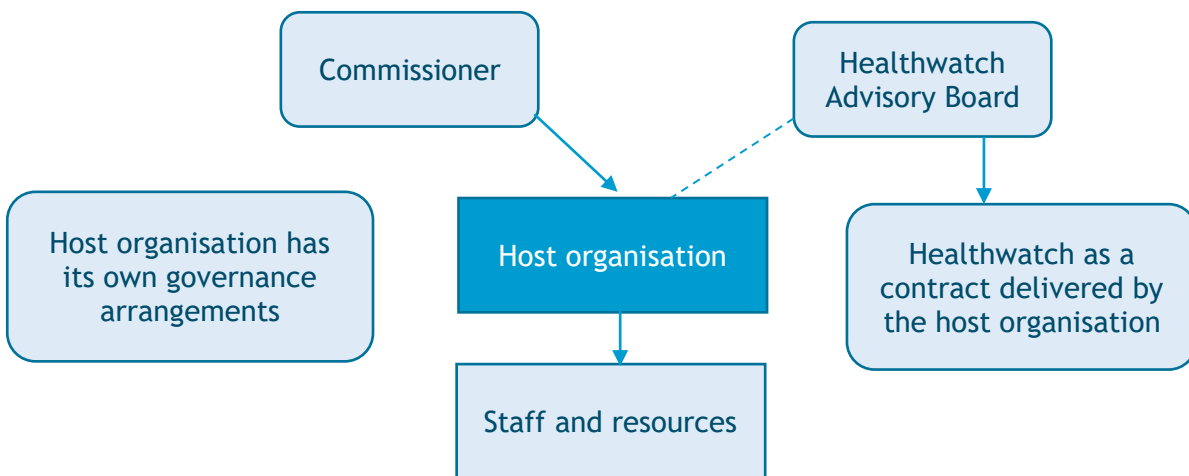 Commissioner
Healthwatch
Advisory Board
Host organisation has
its own governance
arrangements
Host organisation
Healthwatch as a
contract delivered by
the host organisation
Staff and resources